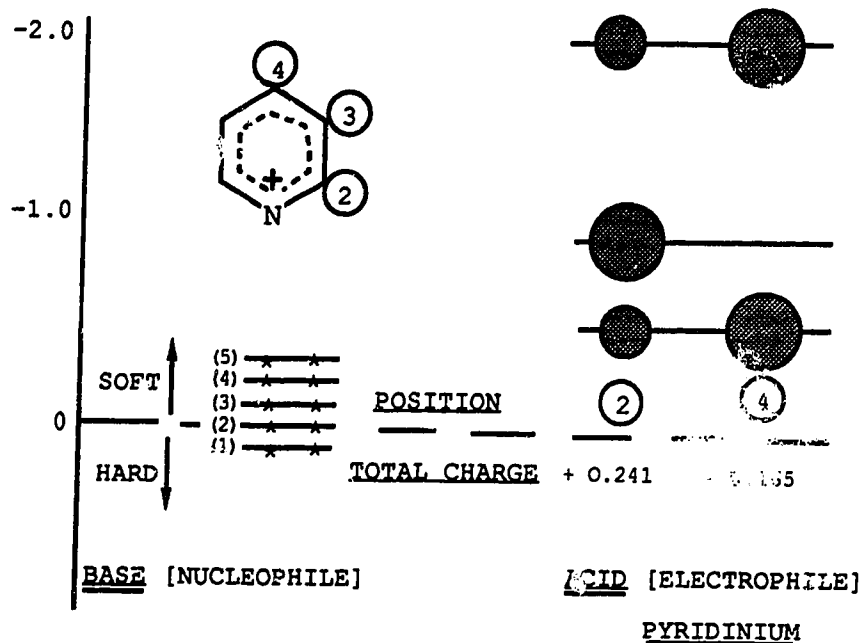 -2.0
4
3
2
+
N
-1.0
(5)
(4)
(3)
(2)
(1)
SOFT
0
HARD
POSITION
2
4
TOTAL CHARGE + 0.241
BASE [NUCLEOPHILE]
ACID [ELECTROPHILE]
PYRIDINIUM